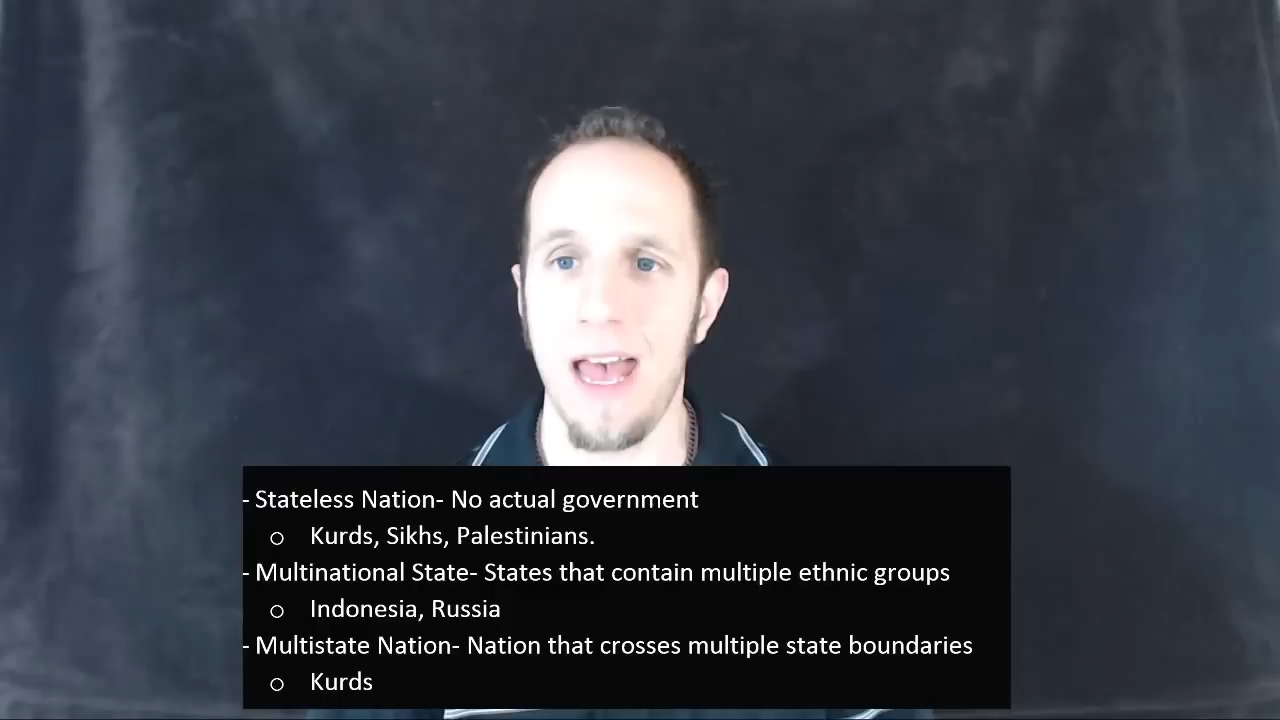 - Stateless Nation- No actual government
o Kurds, Sikhs, Palestinians.
- Multinational State- States that contain multiple ethnic groups
o Indonesia, Russia
- Multistate Nation- Nation that crosses multiple state boundaries
o Kurds